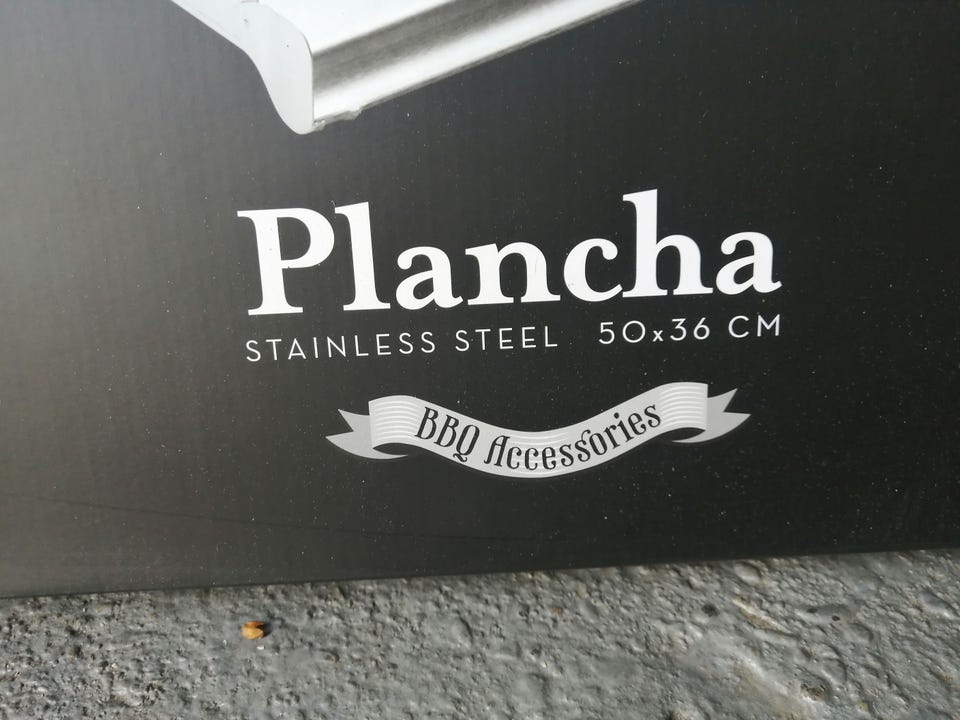 Plancha
STAINLESS STEEL 50x36 CM
BBQ Accessories